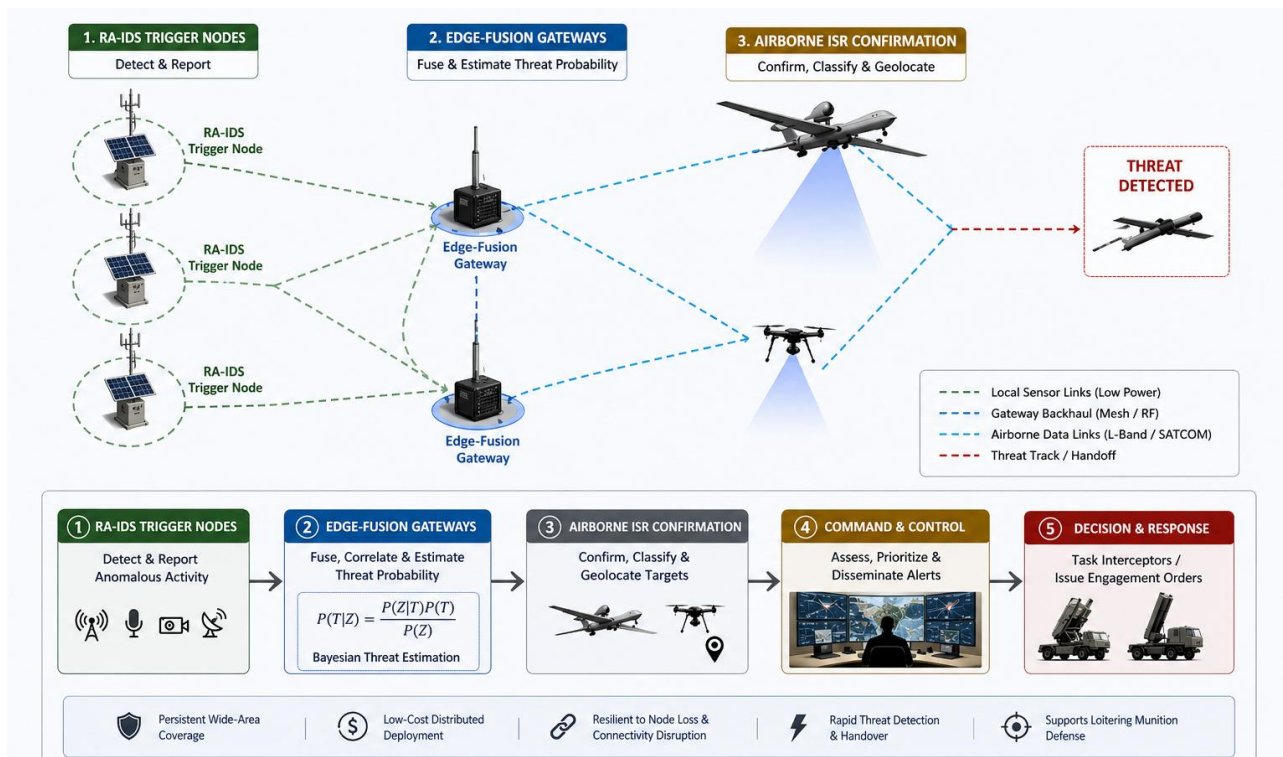 1. RA-IDS TRIGGER NODES
Detect & Report
2. EDGE-FUSION GATEWAYS
Fuse & Estimate Threat Probability
3. AIRBORNE ISR CONFIRMATION
Confirm, Classify & Geolocate
RA-IDS
Trigger Node
RA-IDS
Trigger Node
RA-IDS
Trigger Node
Edge-Fusion
Gateway
Edge-Fusion
Gateway
THREAT
DETECTED
Local Sensor Links (Low Power)
Gateway Backhaul (Mesh / RF)
Airborne Data Links (L-Band / SATCOM)
Threat Track / Handoff
1 RA-IDS TRIGGER NODES
Detect & Report
Anomalous Activity
2 EDGE-FUSION GATEWAYS
Fuse, Correlate & Estimate
Threat Probability
P(T|Z) = P(Z|T)P(T) / P(Z)
Bayesian Threat Estimation
3 AIRBORNE ISR CONFIRMATION
Confirm, Classify &
Geolocate Targets
4 COMMAND & CONTROL
Assess, Prioritize &
Disseminate Alerts
5 DECISION & RESPONSE
Task Interceptors /
Issue Engagement Orders
Persistent Wide-Area
Coverage
$
Low-Cost Distributed
Deployment
Resilient to Node Loss &
Connectivity Disruption
Rapid Threat Detection
& Handover
Supports Loitering Munition
Defense